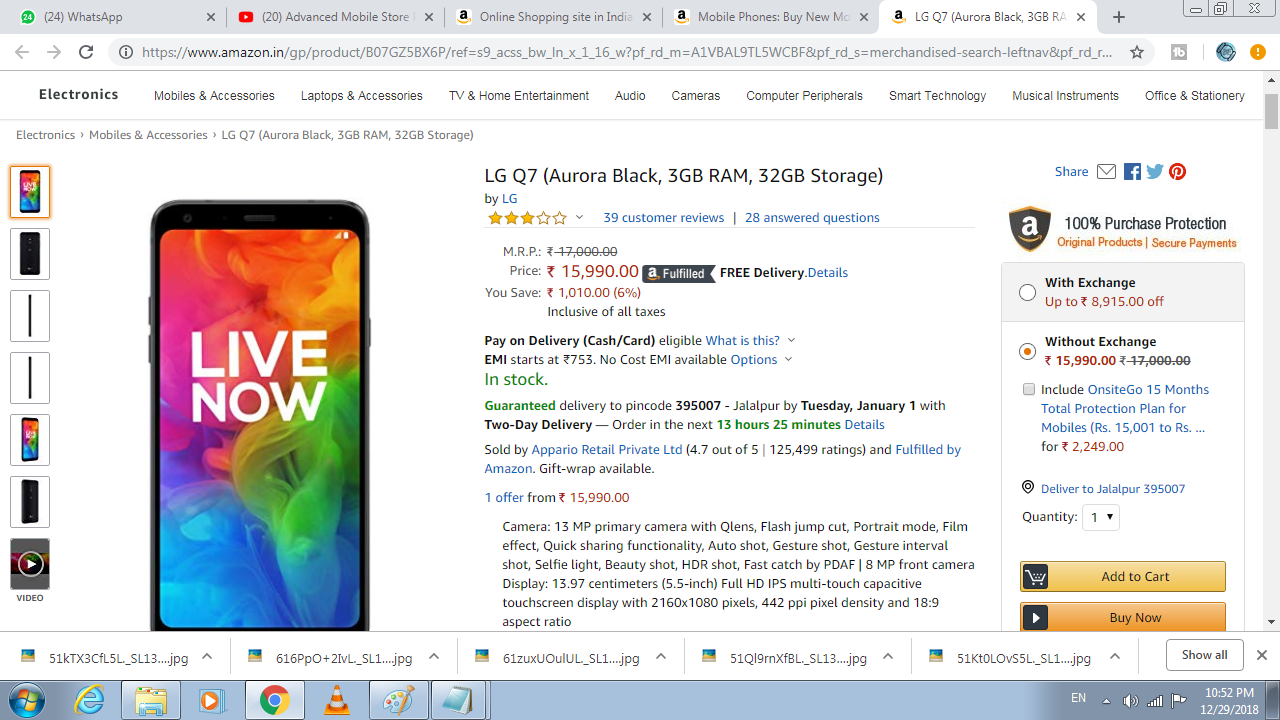 (24) WhatsApp
(20) Advanced Mobile Store
Online Shopping site in India
Mobile Phones: Buy New Mo
LG Q7 (Aurora Black, 3GB RA
https://www.amazon.in/gp/product/B07GZ5BX6P/ref=s9_acss_bw_ln_x_1_16_w?pf_rd_m=A1VBAL9TL5WCBF&pf_rd_s=merchandised-search-leftnav&pf_rd_r...
Electronics Mobiles & Accessories Laptops & Accessories TV & Home Entertainment Audio Cameras Computer Peripherals Smart Technology Musical Instruments Office & Stationery
Electronics › Mobiles & Accessories › LG Q7 (Aurora Black, 3GB RAM, 32GB Storage)
VIDEO
LIVE
NOW
LG Q7 (Aurora Black, 3GB RAM, 32GB Storage)
by LG
39 customer reviews | 28 answered questions
M.R.P.: ₹ 17,000.00
Price: ₹ 15,990.00 a Fulfilled FREE Delivery.Details
You Save: ₹ 1,010.00 (6%)
Inclusive of all taxes
Pay on Delivery (Cash/Card) eligible What is this?
EMI starts at ₹753. No Cost EMI available Options
In stock.
Guaranteed delivery to pincode 395007 - Jalalpur by Tuesday, January 1 with
Two-Day Delivery — Order in the next 13 hours 25 minutes Details
Sold by Appario Retail Private Ltd (4.7 out of 5 | 125,499 ratings) and Fulfilled by
Amazon. Gift-wrap available.
1 offer from ₹ 15,990.00
Camera: 13 MP primary camera with Qlens, Flash jump cut, Portrait mode, Film
effect, Quick sharing functionality, Auto shot, Gesture shot, Gesture interval
shot, Selfie light, Beauty shot, HDR shot, Fast catch by PDAF | 8 MP front camera
Display: 13.97 centimeters (5.5-inch) Full HD IPS multi-touch capacitive
touchscreen display with 2160x1080 pixels, 442 ppi pixel density and 18:9
aspect ratio
Share
a 100% Purchase Protection
Original Products | Secure Payments
With Exchange
Up to ₹ 8,915.00 off
Without Exchange
₹ 15,990.00 ₹ 17,000.00
Include OnsiteGo 15 Months
Total Protection Plan for
Mobiles (Rs. 15,001 to Rs. ...
for ₹ 2,249.00
Deliver to Jalalpur 395007
Quantity: 1
Add to Cart
Buy Now
51kTX3CfL5L._SL13....jpg
616PpO+2IvL._SL1....jpg
61zuxUOulUL._SL1....jpg
51Ql9rnXfBL._SL13....jpg
51Kt0LOvS5L._SL1....jpg
Show all
EN
10:52 PM
12/29/2018